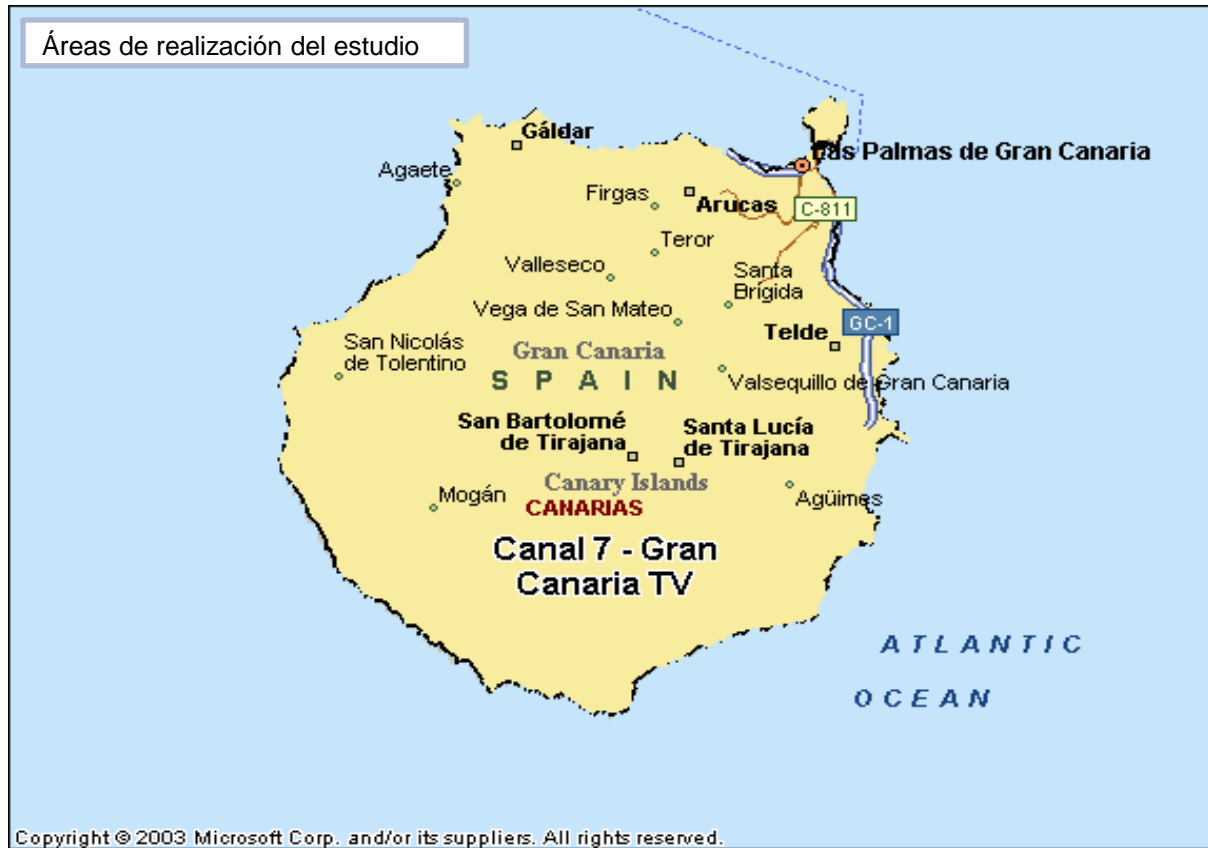 Áreas de realización del estudio
Gáldar
Las Palmas de Gran Canaria
Agaete
Firgas
Arucas
C-811
Teror
Valleseco
Santa
Brígida
Vega de San Mateo
GC-1
Telde
San Nicolás
de Tolentino
Gran Canaria
SPAIN
Valsequillo de Gran Canaria
San Bartolomé
de Tirajana
Santa Lucía
de Tirajana
Canary Islands
Mogán
Agüimes
CANARIAS
Canal 7 - Gran
Canaria TV
ATLANTIC
OCEAN
Copyright © 2003 Microsoft Corp. and/or its suppliers. All rights reserved.